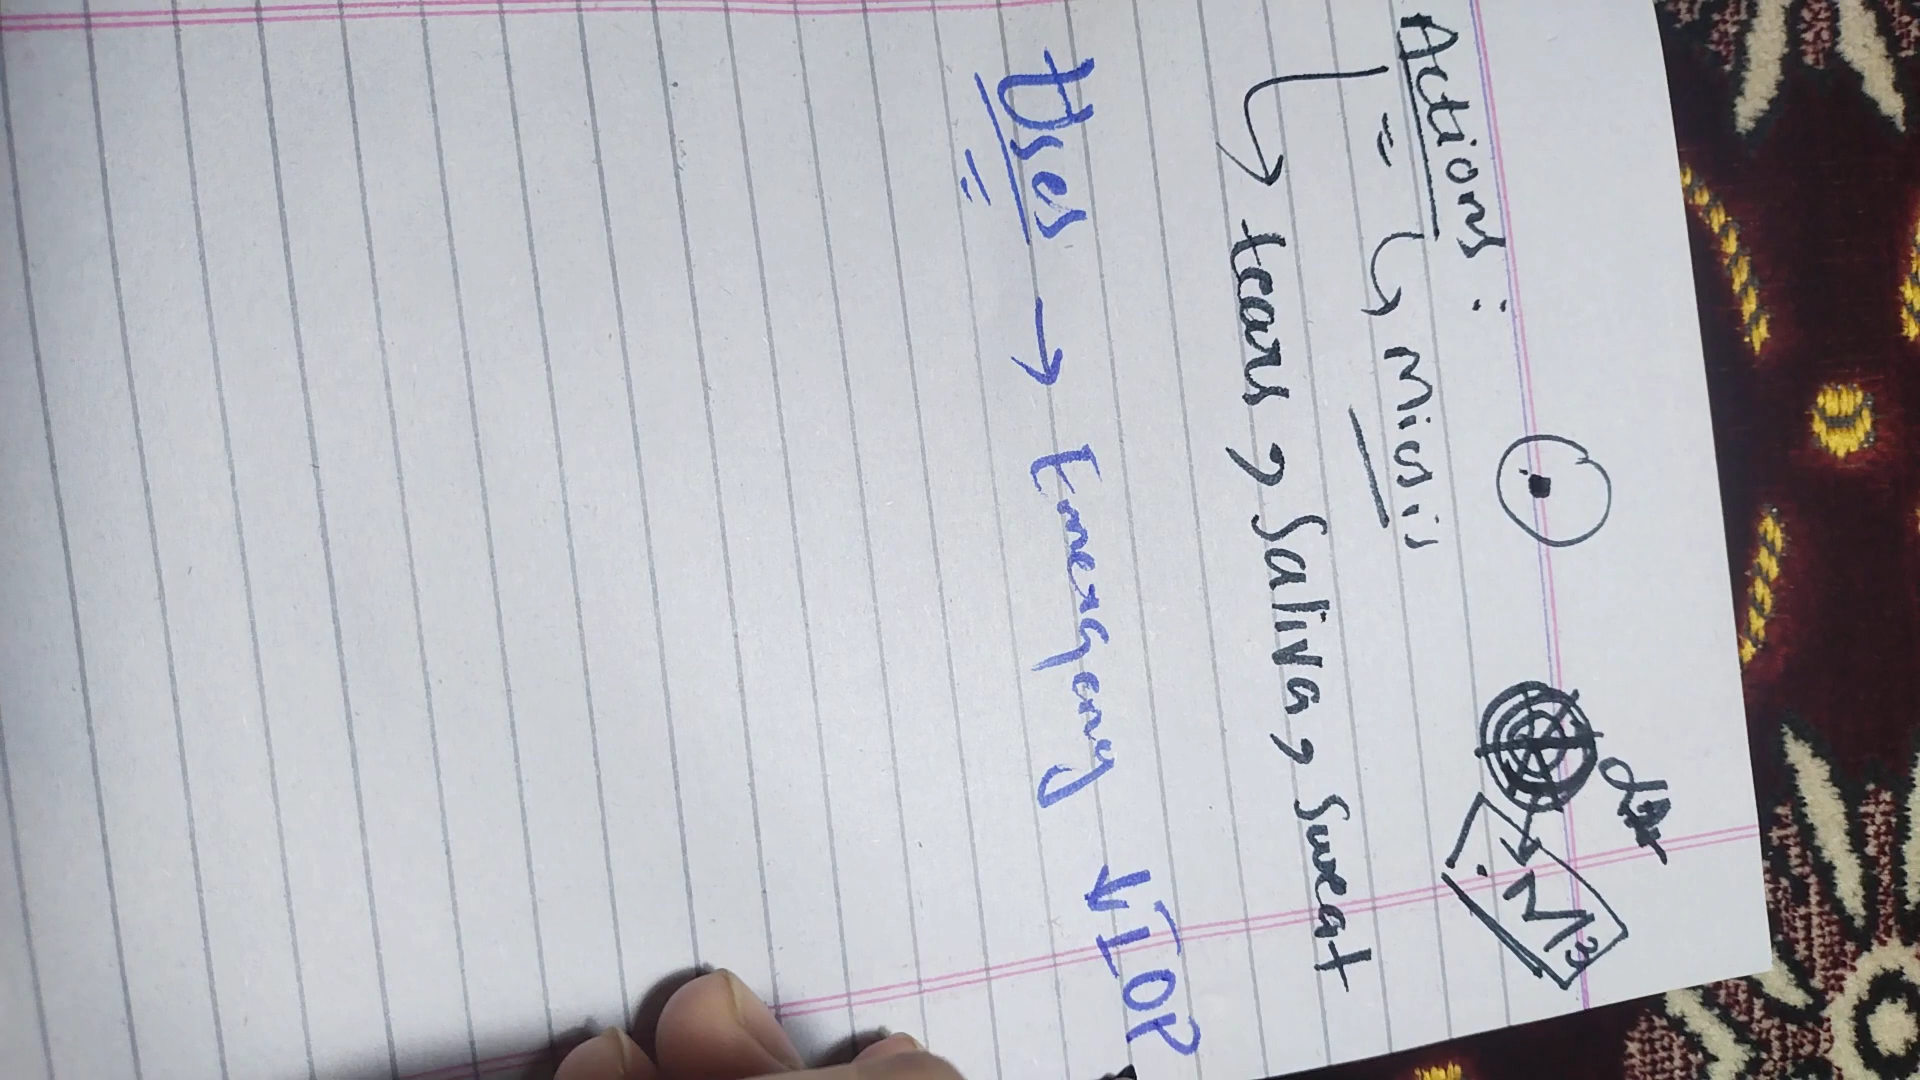 M3
Actions :
Miosis
tears, Saliva, Sweat
Uses → Emergency ↓IOP